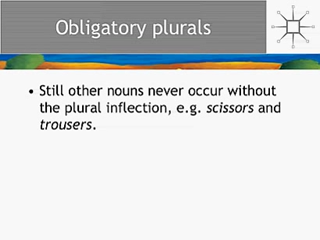 Obligatory plurals
• Still other nouns never occur without
the plural inflection, e.g. scissors and
trousers.